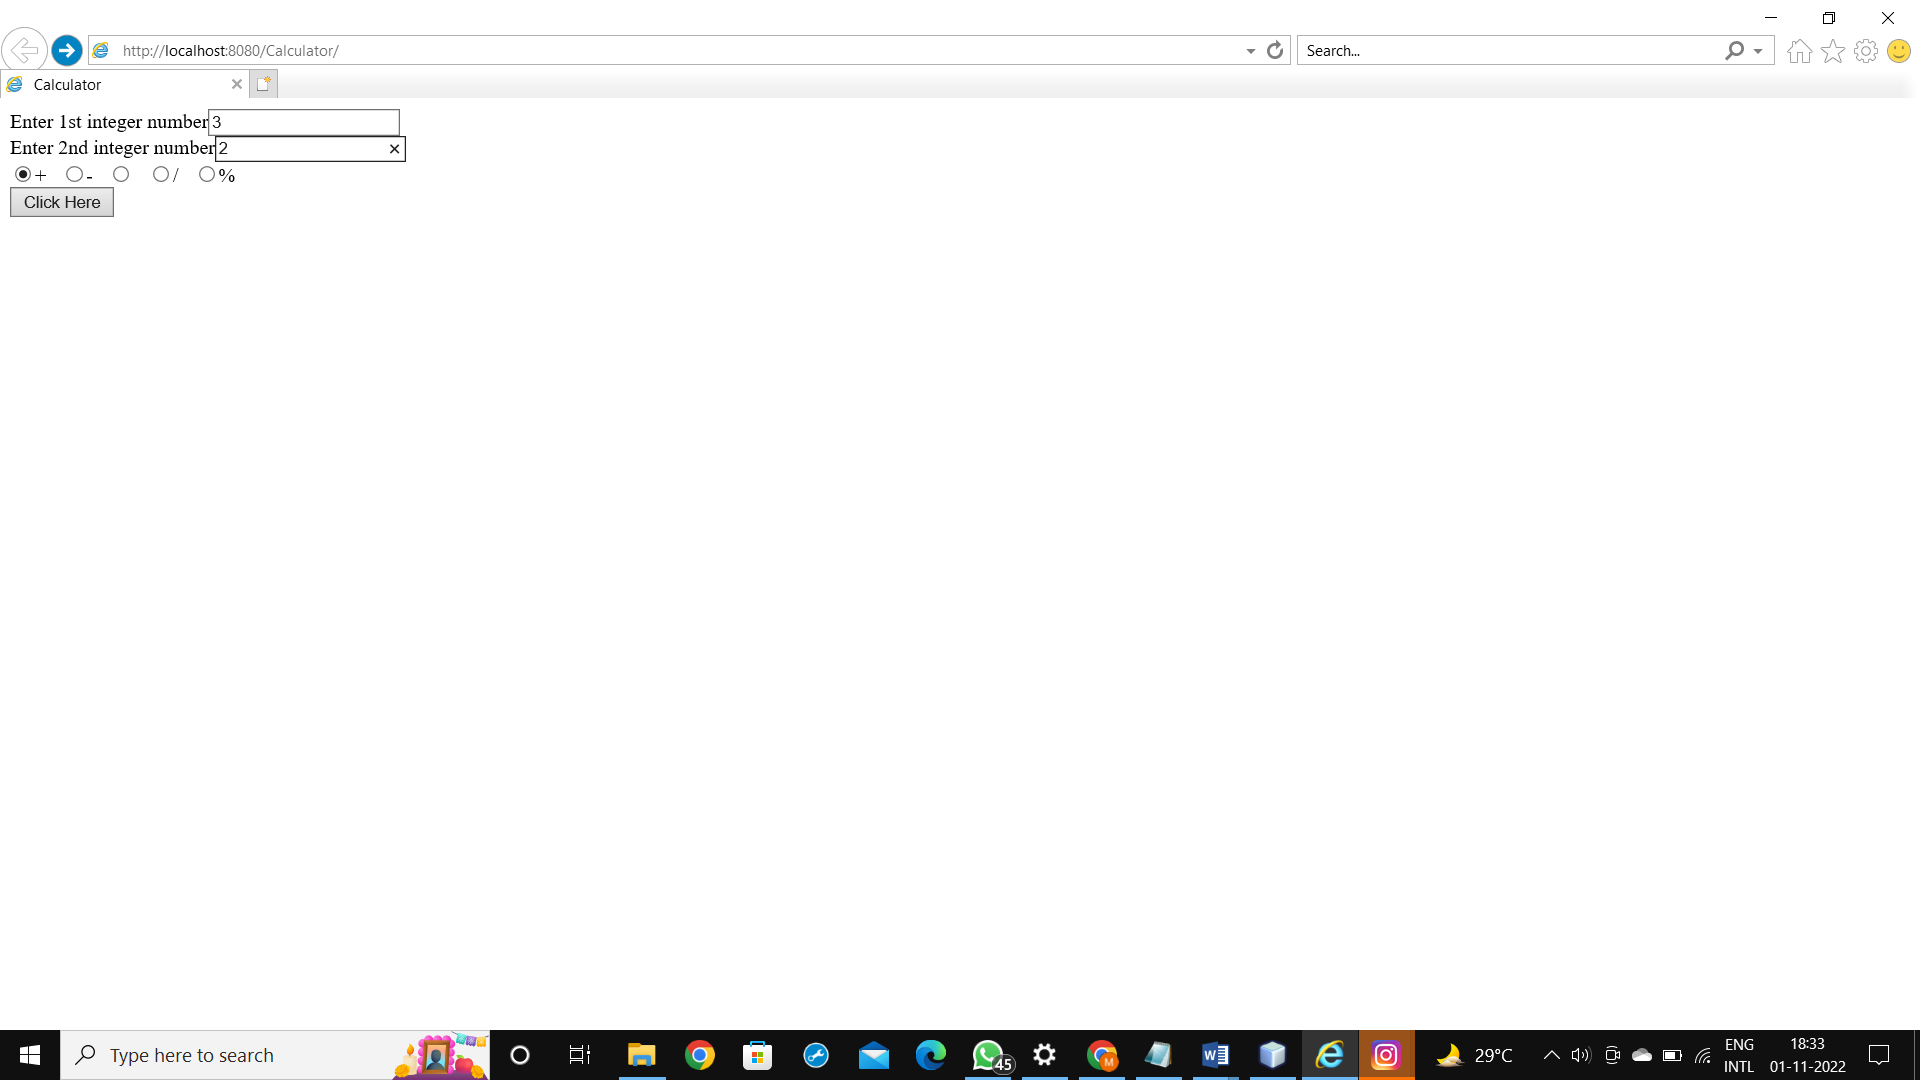 http://localhost:8080/Calculator/
Search...
Calculator
Enter 1st integer number 3
Enter 2nd integer number 2
+ - / %
Click Here
Type here to search
45
M
29°C
ENG
INTL
18:33
01-11-2022